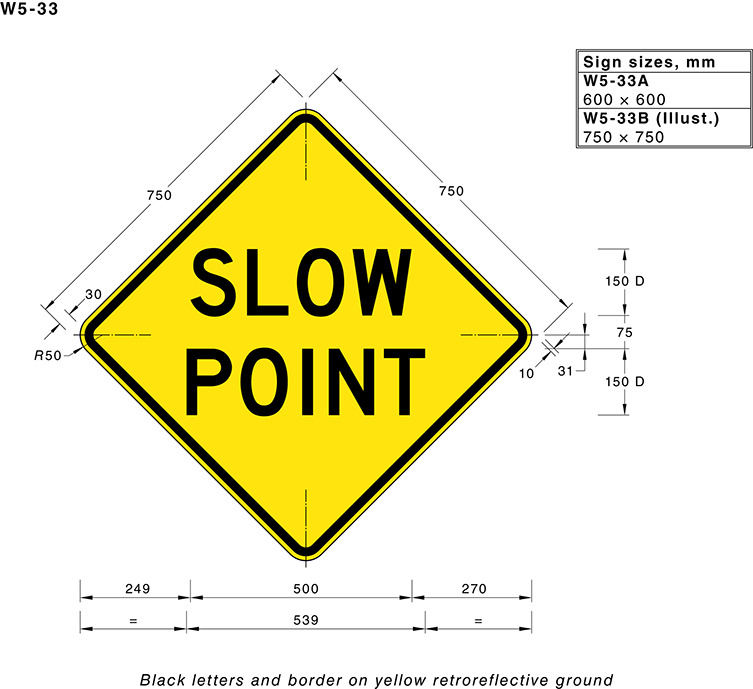 W5-33
Sign sizes, mm
W5-33A
600 × 600
W5-33B (Illust.)
750 × 750
750
750
SLOW
POINT
30
R50
150 D
75
10
31
150 D
249 500 270
= 539 =
Black letters and border on yellow retroreflective ground